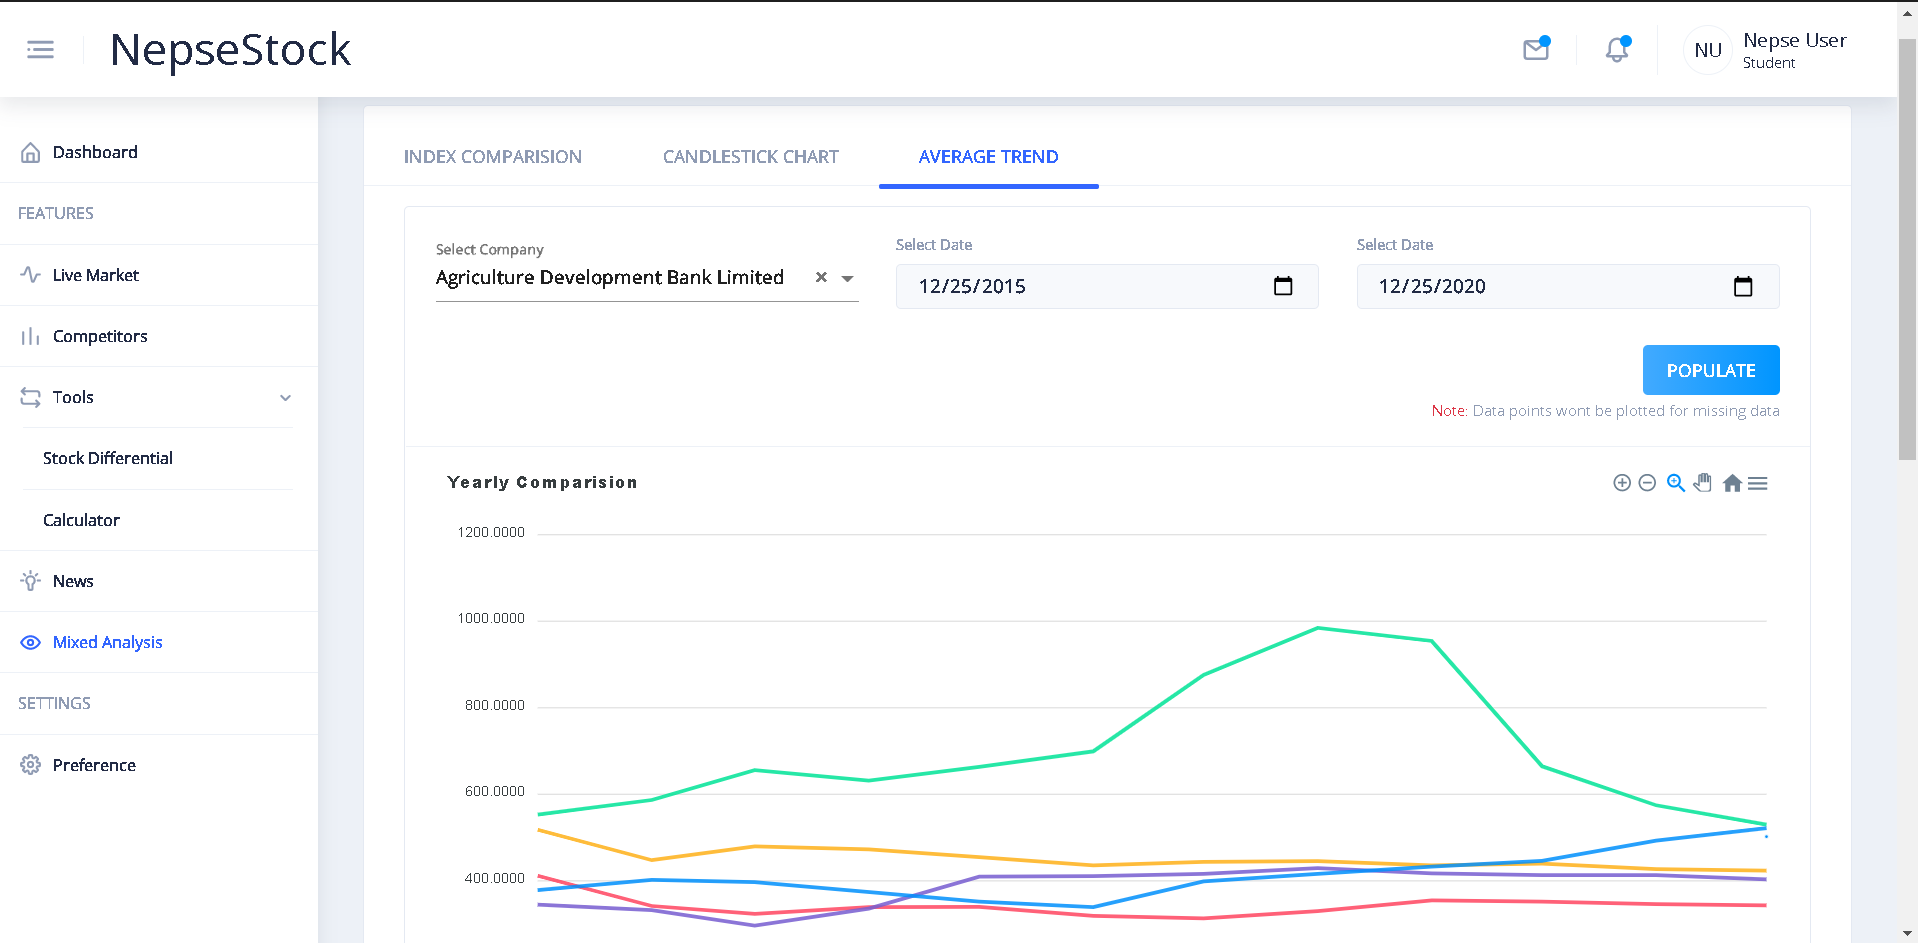 NepseStock
NU
Nepse User
Student
Dashboard
FEATURES
Live Market
Competitors
Tools
Stock Differential
Calculator
News
Mixed Analysis
SETTINGS
Preference
INDEX COMPARISION
CANDLESTICK CHART
AVERAGE TREND
Select Company
Agriculture Development Bank Limited
Select Date
12/25/2015
Select Date
12/25/2020
POPULATE
Note: Data points wont be plotted for missing data
Yearly Comparision
1200.0000
1000.0000
800.0000
600.0000
400.0000